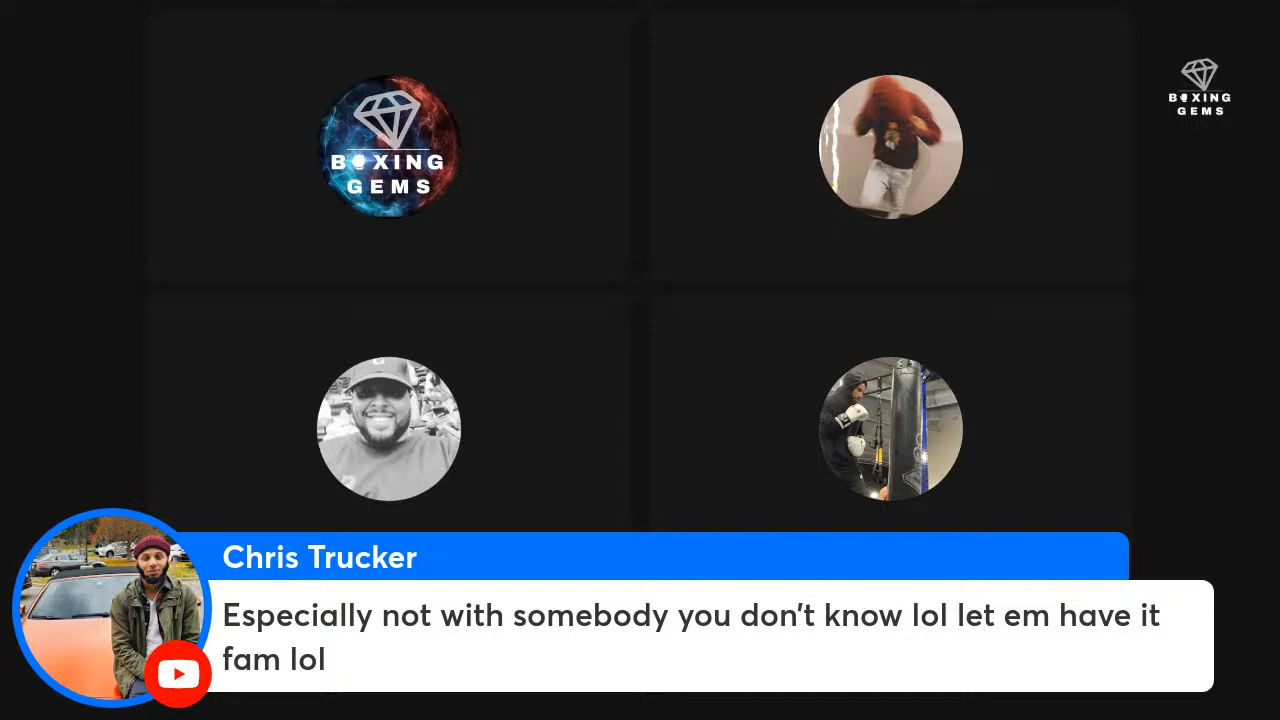 BOXING
GEMS
BOXING
GEMS
Chris Trucker
Especially not with somebody you don't know lol let em have it
fam lol